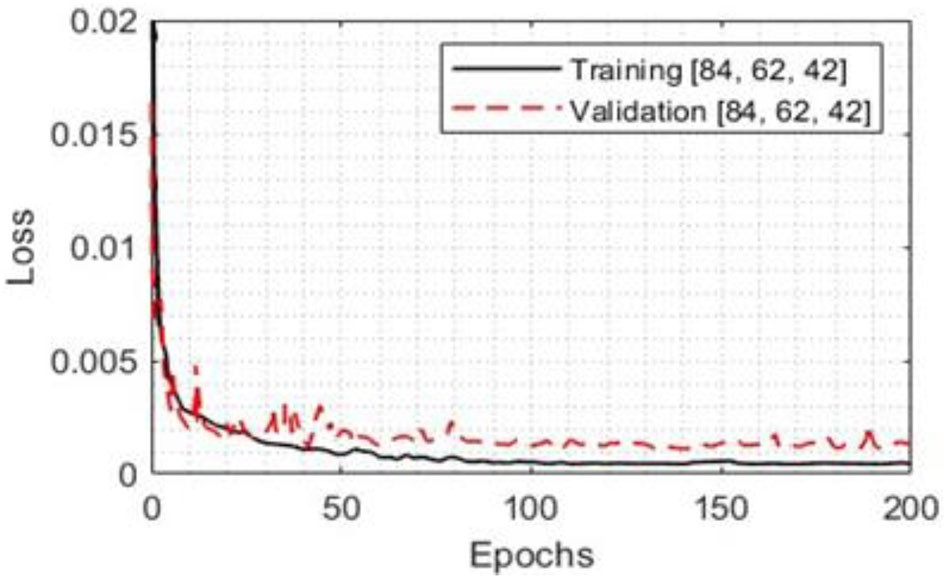 0.02
0.015
0.01
0.005
0
Loss
Training [84, 62, 42]
Validation [84, 62, 42]
0 50 100 150 200
Epochs